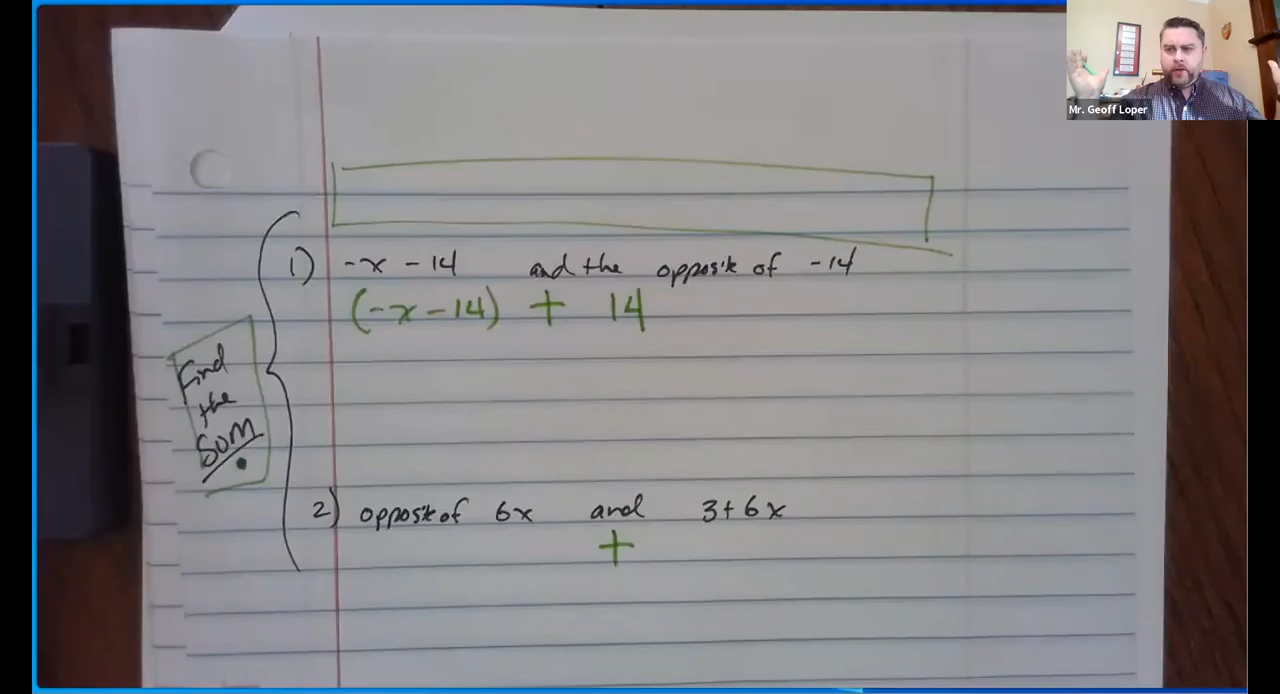 Mr. Geoff Loper
1) -x - 14 and the opposite of -14
(-x - 14) + 14
Find
the
SUM
2) opposite of 6x and 3 + 6x
+